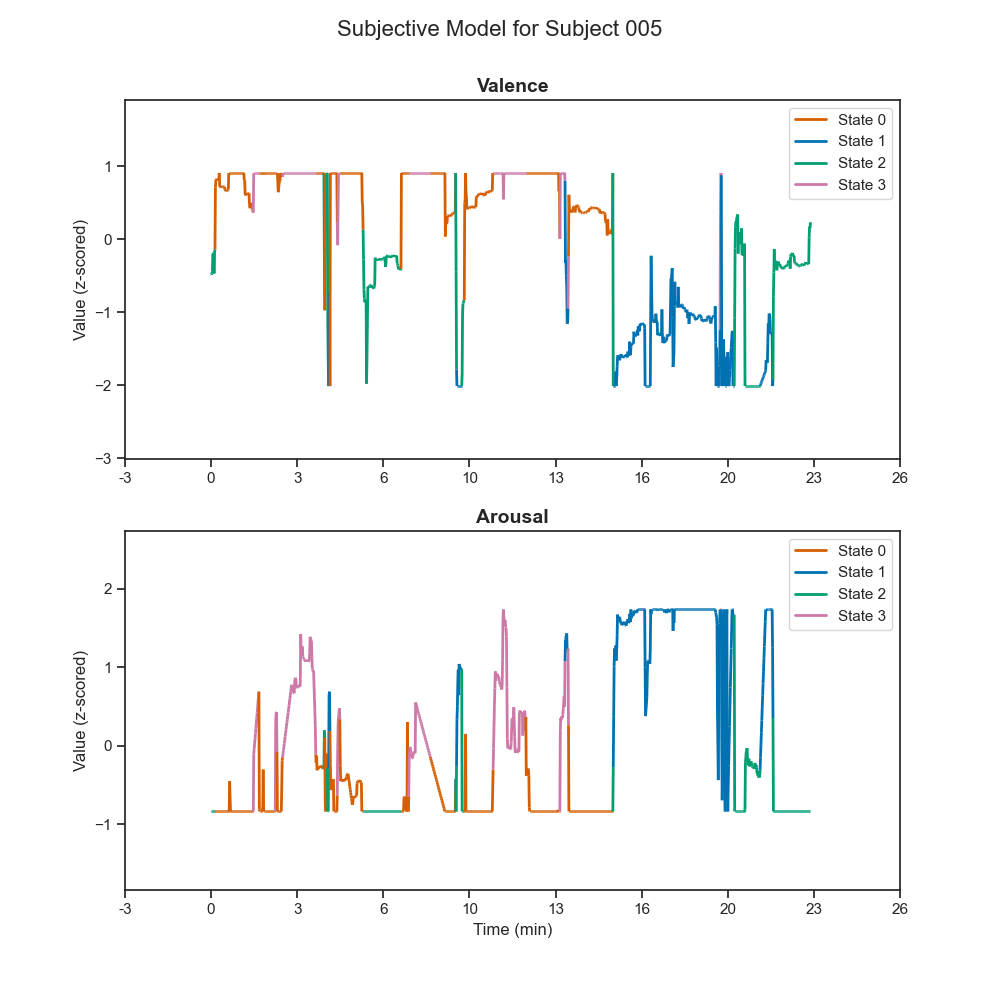 Subjective Model for Subject 005
Valence
Value (z-scored)
1
0
−1
−2
−3
-3 0 3 6 10 13 16 20 23 26
State 0
State 1
State 2
State 3
Arousal
Value (z-scored)
2
1
0
−1
-3 0 3 6 10 13 16 20 23 26
State 0
State 1
State 2
State 3
Time (min)